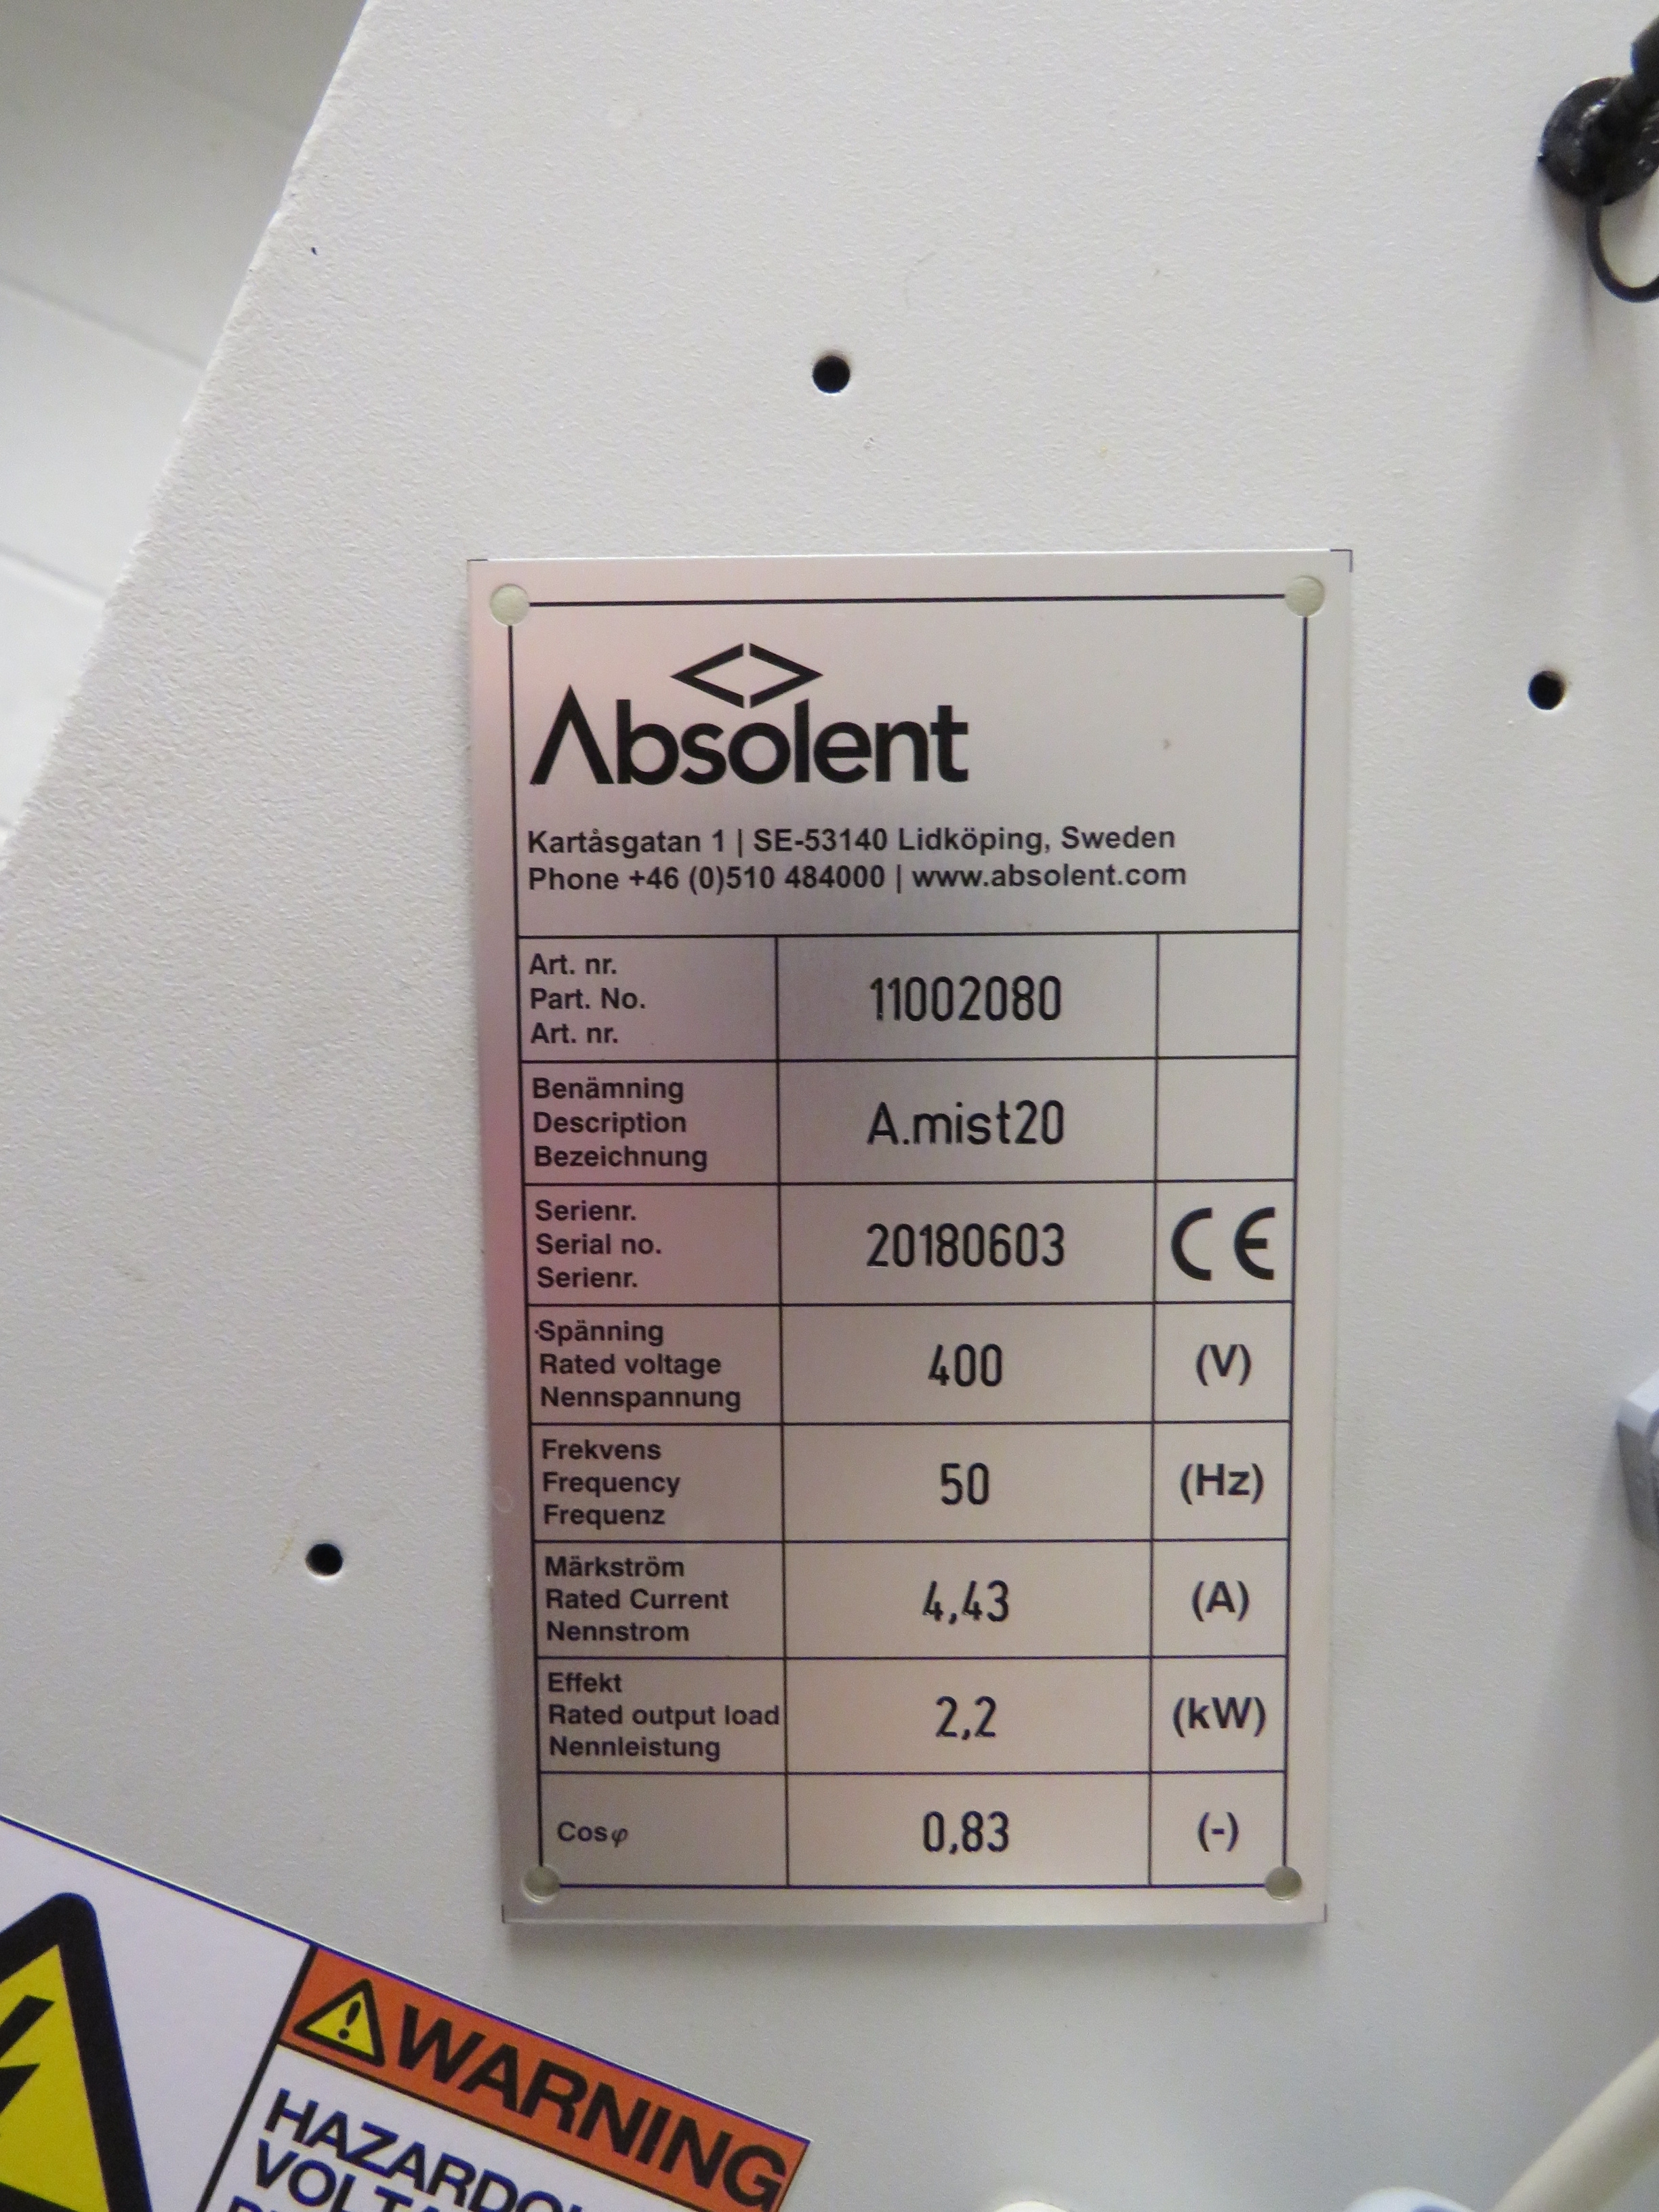 Absolent
Kartåsgatan 1 | SE-53140 Lidköping, Sweden
Phone +46 (0)510 484000 | www.absolent.com
Art. nr.
Part. No.
Art. nr.
11002080
Benämning
Description
Bezeichnung
A.mist20
Serienr.
Serial no.
Serienr.
20180603
CE
Spänning
Rated voltage
Nennspannung
400
(V)
Frekvens
Frequency
Frequenz
50
(Hz)
Märkström
Rated Current
Nennstrom
4,43
(A)
Effekt
Rated output load
Nennleistung
2,2
(kW)
Cosφ
0,83
(-)
WARNING